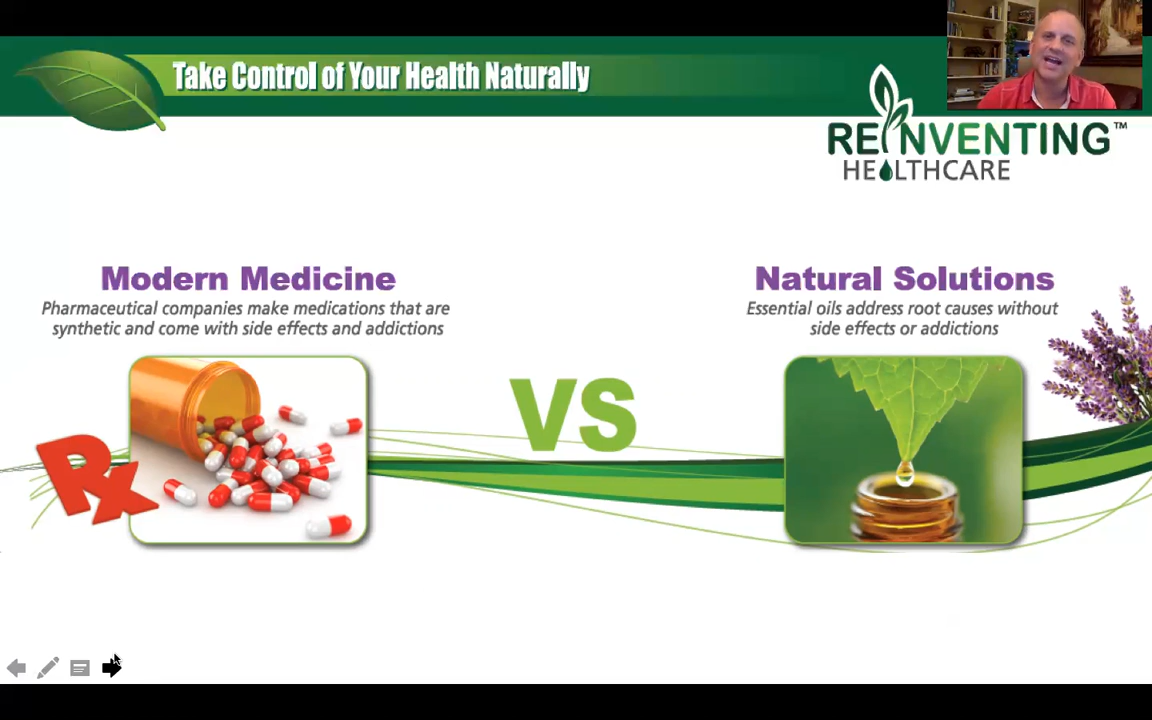 Take Control of Your Health Naturally
REINVENTING™
HEALTHCARE
Modern Medicine
Pharmaceutical companies make medications that are
synthetic and come with side effects and addictions
Natural Solutions
Essential oils address root causes without
side effects or addictions
VS
Rx